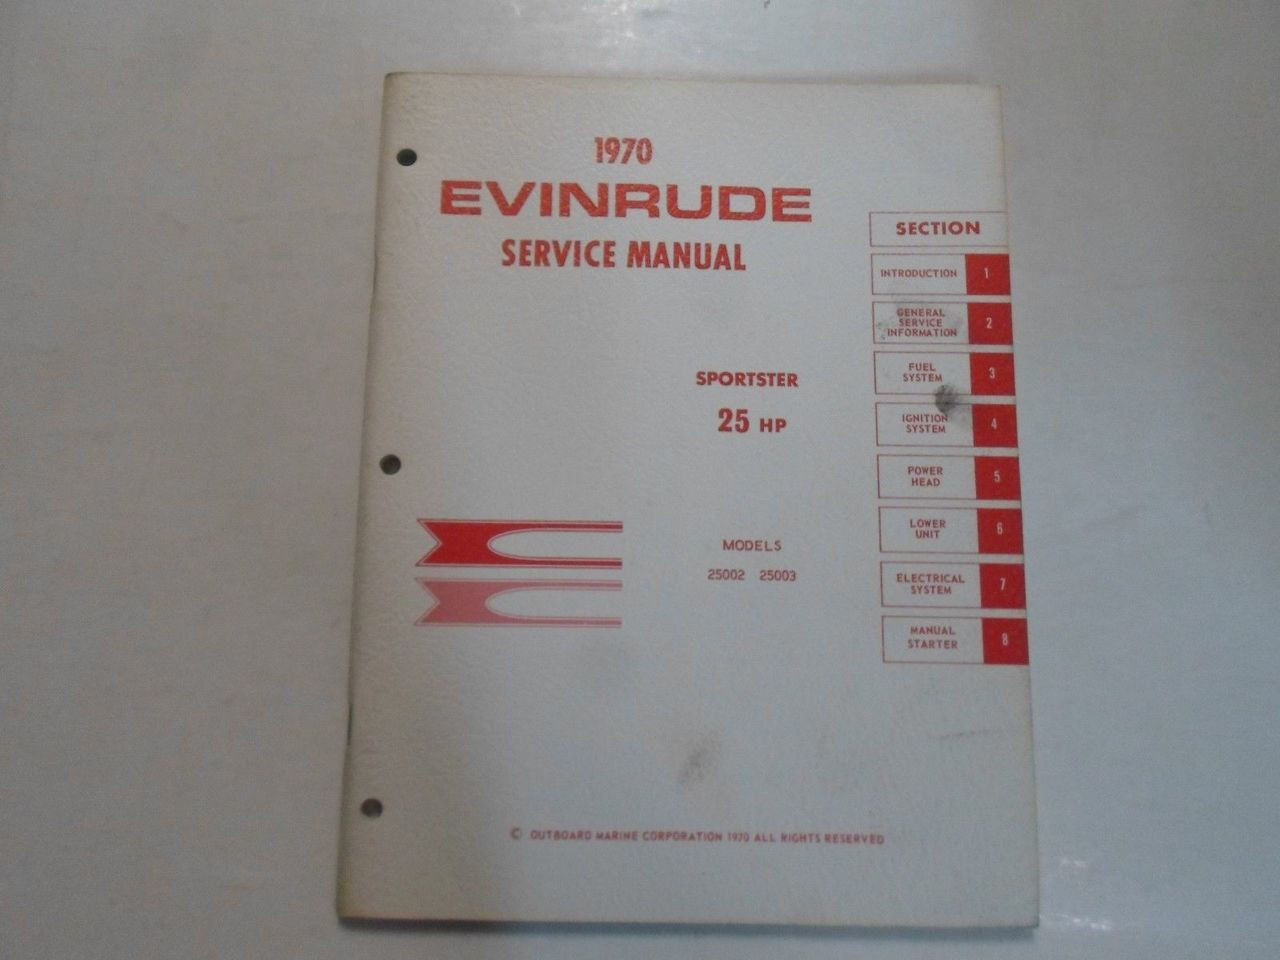 1970
EVINRUDE
SERVICE MANUAL
SPORTSTER
25 HP
MODELS
25002 25003
SECTION
INTRODUCTION 1
GENERAL
SERVICE 2
INFORMATION
FUEL
SYSTEM 3
IGNITION
SYSTEM 4
POWER
HEAD 5
LOWER
UNIT 6
ELECTRICAL
SYSTEM 7
MANUAL
STARTER 8
© OUTBOARD MARINE CORPORATION 1970 ALL RIGHTS RESERVED